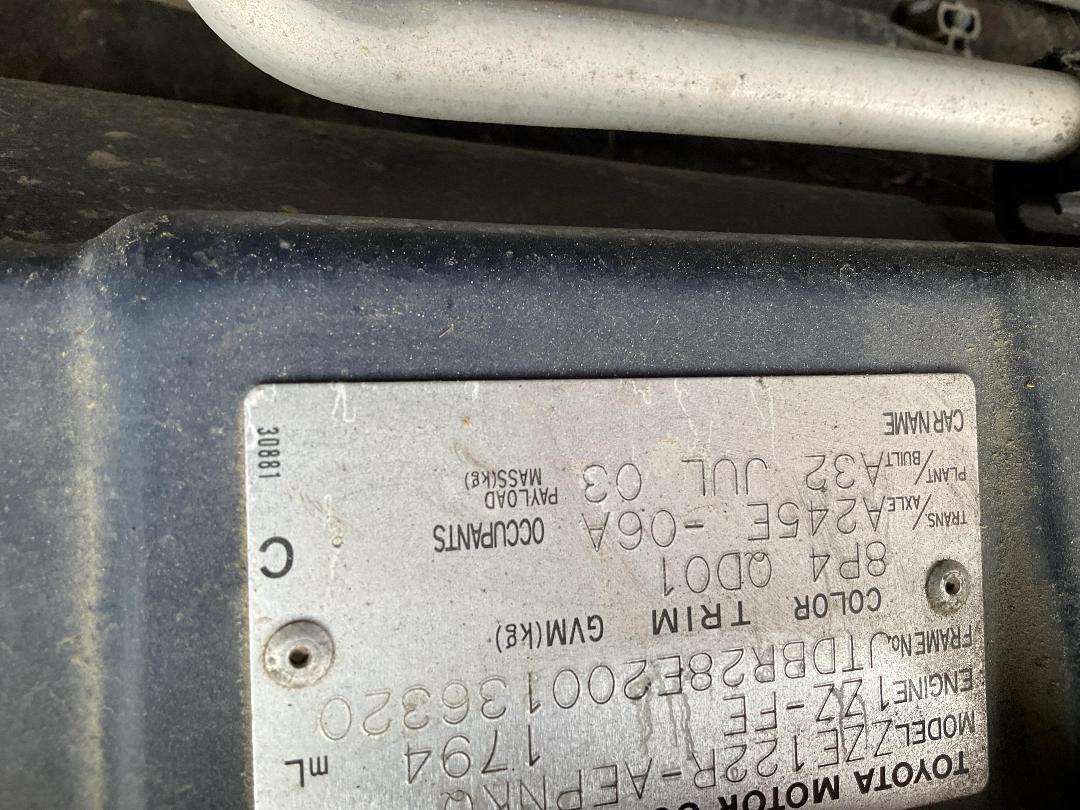 TOYOTA MOTOR CO
MODEL ZZE122R-AEPNKQ
ENGINE 1ZZ-FE 1794 mL
FRAME No. JTDBR28E200136320
COLOR TRIM GVM(kg)
8P4 QD01
TRANS./AXLE A245E -06A OCCUPANTS
PLANT/BUILT A32 JUL 03 PAYLOAD MASS(kg)
CAR NAME
C
30881